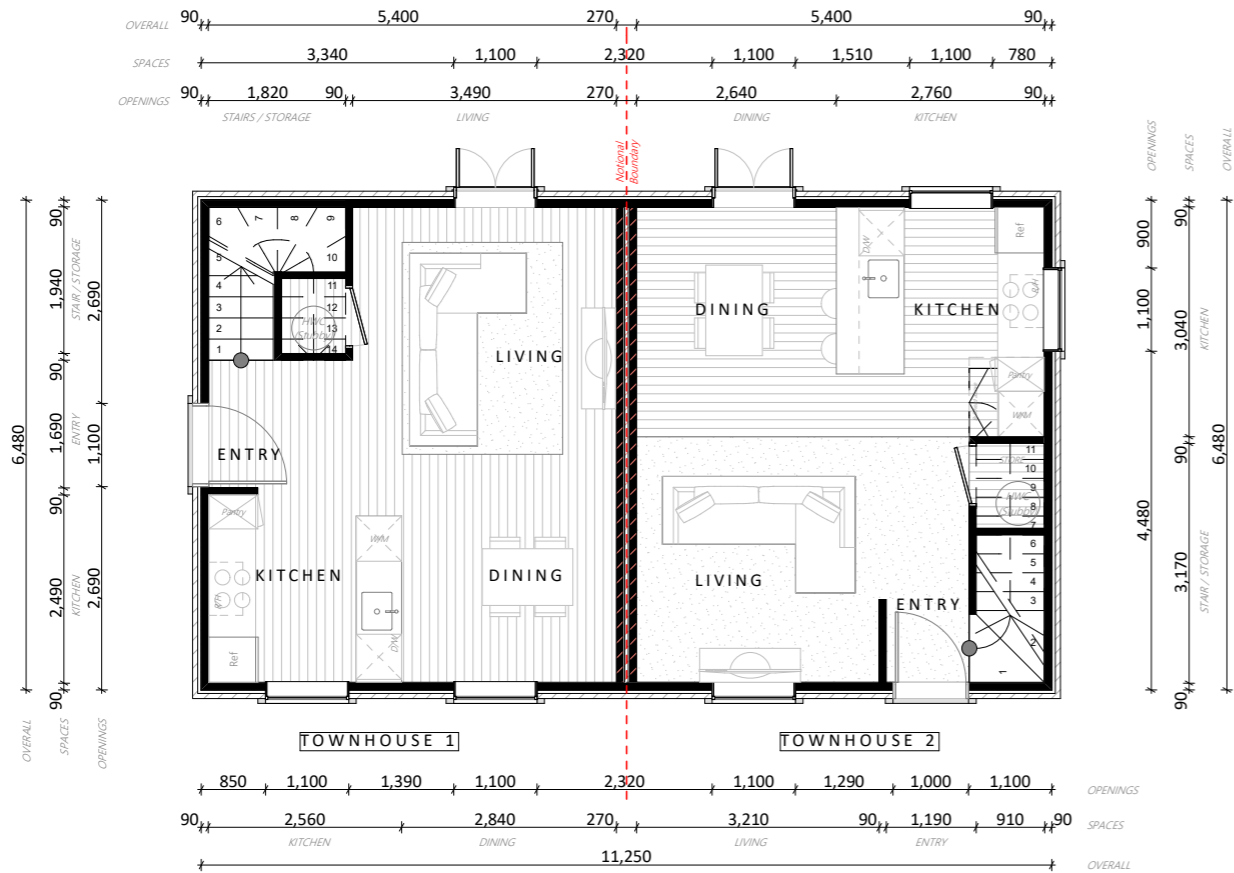 OVERALL 90 5,400 270 5,400 90
SPACES 3,340 1,100 2,320 1,100 1,510 1,100 780
OPENINGS 90 1,820 90 3,490 270 2,640 2,760 90
STAIRS / STORAGE LIVING DINING KITCHEN
Notional
Boundary
OPENINGS SPACES OVERALL
6 7 8 9
5 10
4 11
3 12
2 13
1 14
HWC
(Stubby)
LIVING
ENTRY
Pantry
KITCHEN
Ref
WM
D/W
DINING
D/W
Ref
DINING
KITCHEN
Pantry
WM
STORE
11
10
9
8
7
HWC
(Stubby)
6
5
4
3
2
1
LIVING
ENTRY
6,480
90 1,940 90 1,690 90 2,490 90
STAIR / STORAGE ENTRY KITCHEN
2,690 1,100 2,690
OVERALL SPACES OPENINGS
900 1,100 4,480
90 3,040 90 3,170 90
KITCHEN STAIR / STORAGE
6,480
TOWNHOUSE 1 TOWNHOUSE 2
850 1,100 1,390 1,100 2,320 1,100 1,290 1,000 1,100 OPENINGS
90 2,560 2,840 270 3,210 90 1,190 910 90 SPACES
KITCHEN DINING LIVING ENTRY
11,250 OVERALL